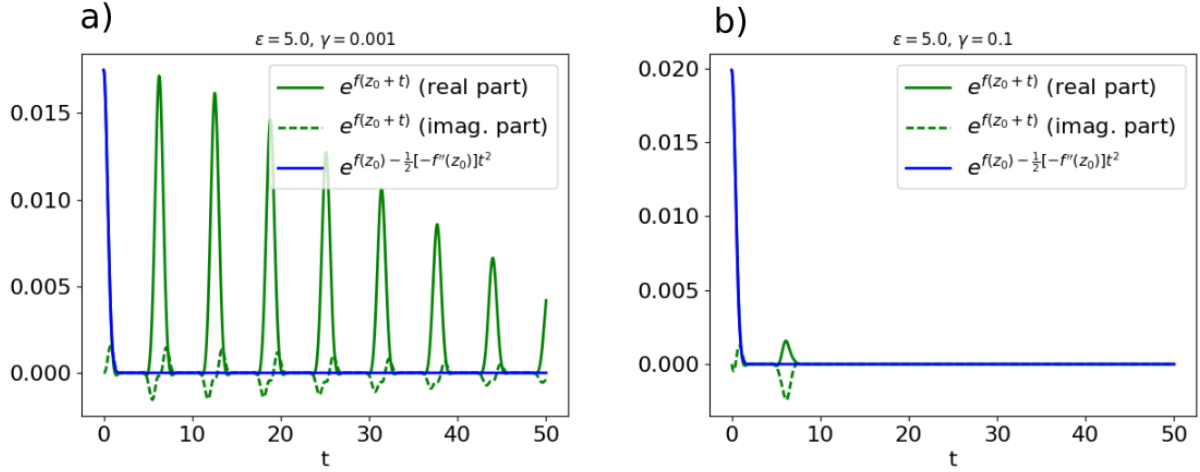 a)
ε = 5.0, γ = 0.001
e^{f(z_0 + t)} (real part)
e^{f(z_0 + t)} (imag. part)
e^{f(z_0) − \frac{1}{2}[−f''(z_0)]t^2}
0.015
0.010
0.005
0.000
0 10 20 30 40 50
t
b)
ε = 5.0, γ = 0.1
e^{f(z_0 + t)} (real part)
e^{f(z_0 + t)} (imag. part)
e^{f(z_0) − \frac{1}{2}[−f''(z_0)]t^2}
0.020
0.015
0.010
0.005
0.000
0 10 20 30 40 50
t